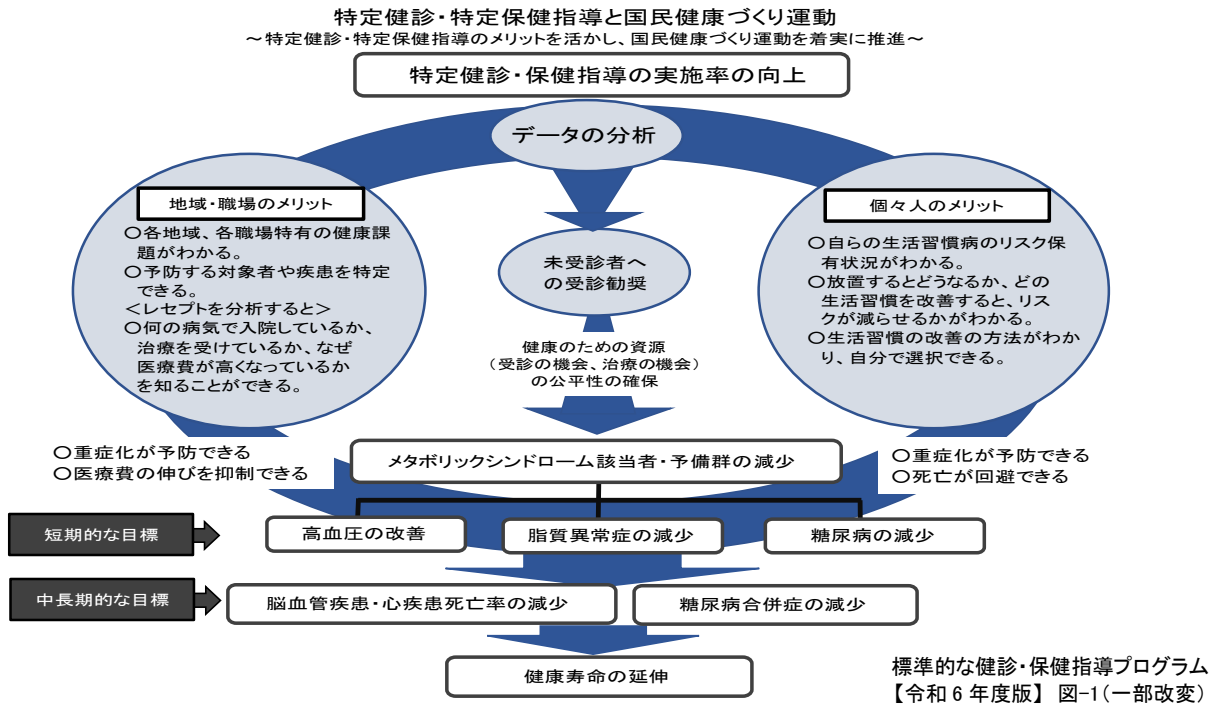 特定健診・特定保健指導と国民健康づくり運動
～特定健診・特定保健指導のメリットを活かし、国民健康づくり運動を着実に推進～
特定健診・保健指導の実施率の向上
データの分析
地域・職場のメリット
○各地域、各職場特有の健康課
題がわかる。
○予防する対象者や疾患を特定
できる。
＜レセプトを分析すると＞
○何の病気で入院しているか、
治療を受けているか、なぜ
医療費が高くなっているか
を知ることができる。
未受診者へ
の受診勧奨
個々人のメリット
○自らの生活習慣病のリスク保
有状況がわかる。
○放置するとどうなるか、どの
生活習慣を改善すると、リス
クが減らせるかがわかる。
○生活習慣の改善の方法がわか
り、自分で選択できる。
健康のための資源
（受診の機会、治療の機会）
の公平性の確保
○重症化が予防できる
○医療費の伸びを抑制できる
メタボリックシンドローム該当者・予備群の減少
○重症化が予防できる
○死亡が回避できる
短期的な目標
高血圧の改善
脂質異常症の減少
糖尿病の減少
中長期的な目標
脳血管疾患・心疾患死亡率の減少
糖尿病合併症の減少
健康寿命の延伸
標準的な健診・保健指導プログラム
【令和６年度版】 図-1（一部改変）